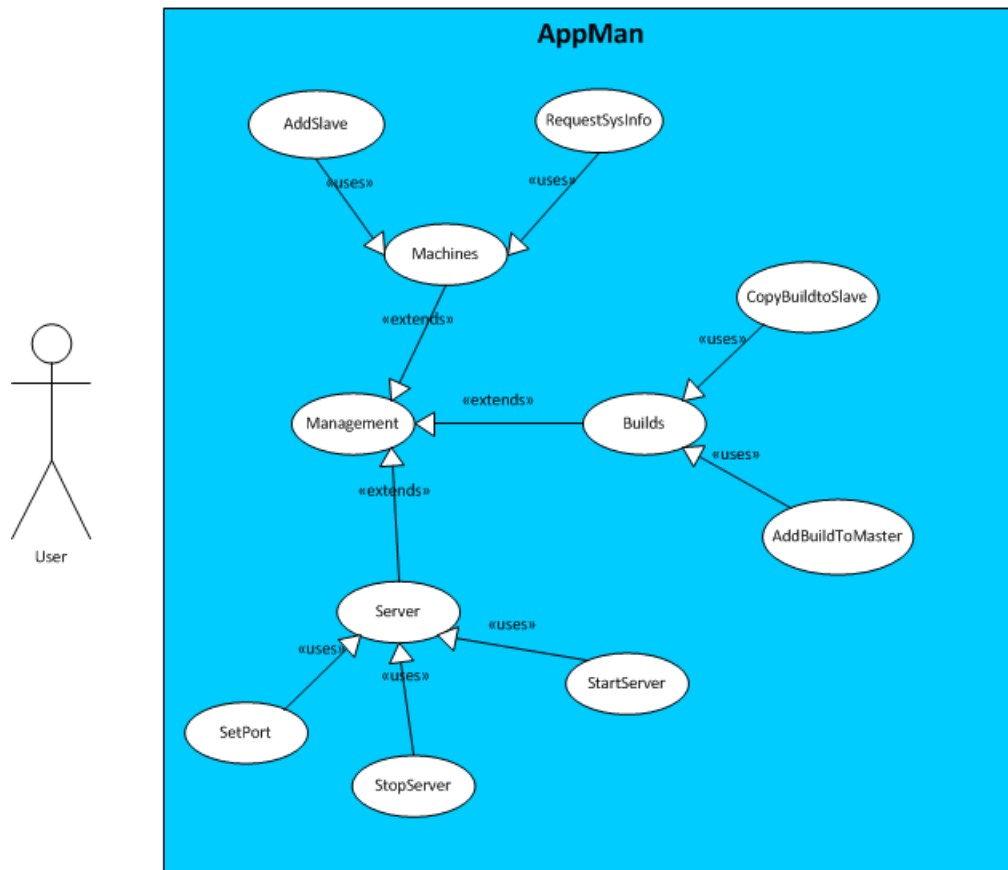 AppMan
AddSlave
RequestSysInfo
«uses»
«uses»
Machines
CopyBuildtoSlave
«extends»
«uses»
«extends»
Management
Builds
«uses»
«extends»
AddBuildToMaster
User
Server
«uses»
«uses»
«uses»
StartServer
SetPort
StopServer